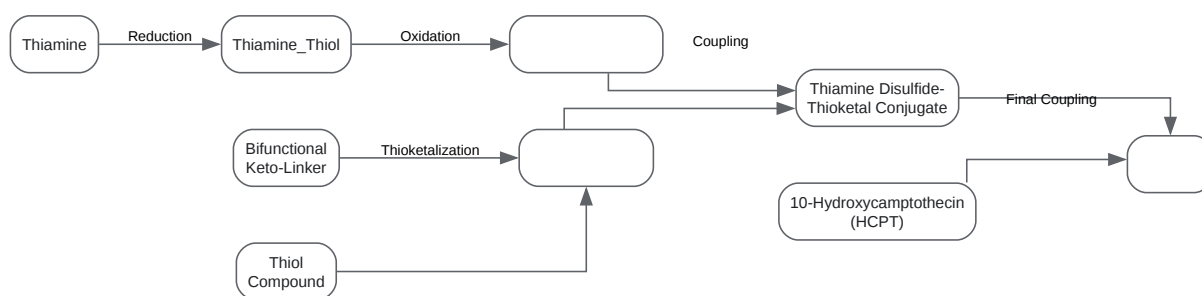 Thiamine
Reduction
Thiamine_Thiol
Oxidation
Coupling
Thiamine Disulfide-
Thioketal Conjugate
Final Coupling
Bifunctional
Keto-Linker
Thioketalization
10-Hydroxycamptothecin
(HCPT)
Thiol
Compound